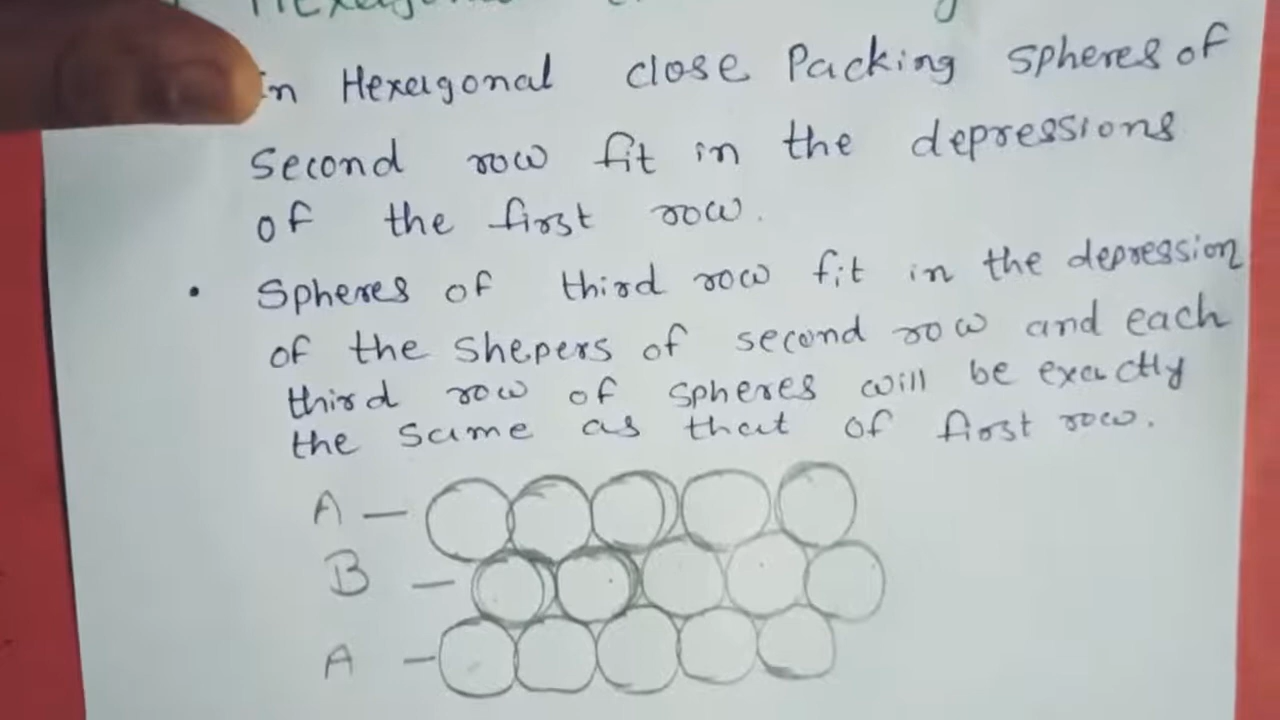 Hexagonal
in Hexagonal close Packing spheres of
second row fit in the depressions
of the first row.
• Spheres of third row fit in the depression
of the shepers of second row and each
third row of spheres will be exactly
the same as that of first row.
A —
B —
A —